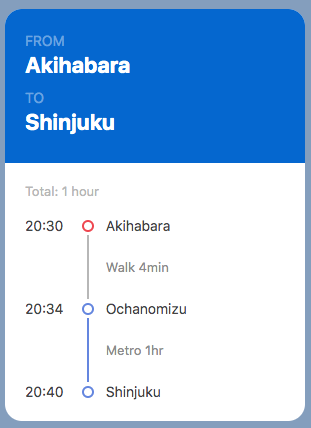 FROM
Akihabara
TO
Shinjuku
Total: 1 hour
20:30 Akihabara
Walk 4min
20:34 Ochanomizu
Metro 1hr
20:40 Shinjuku